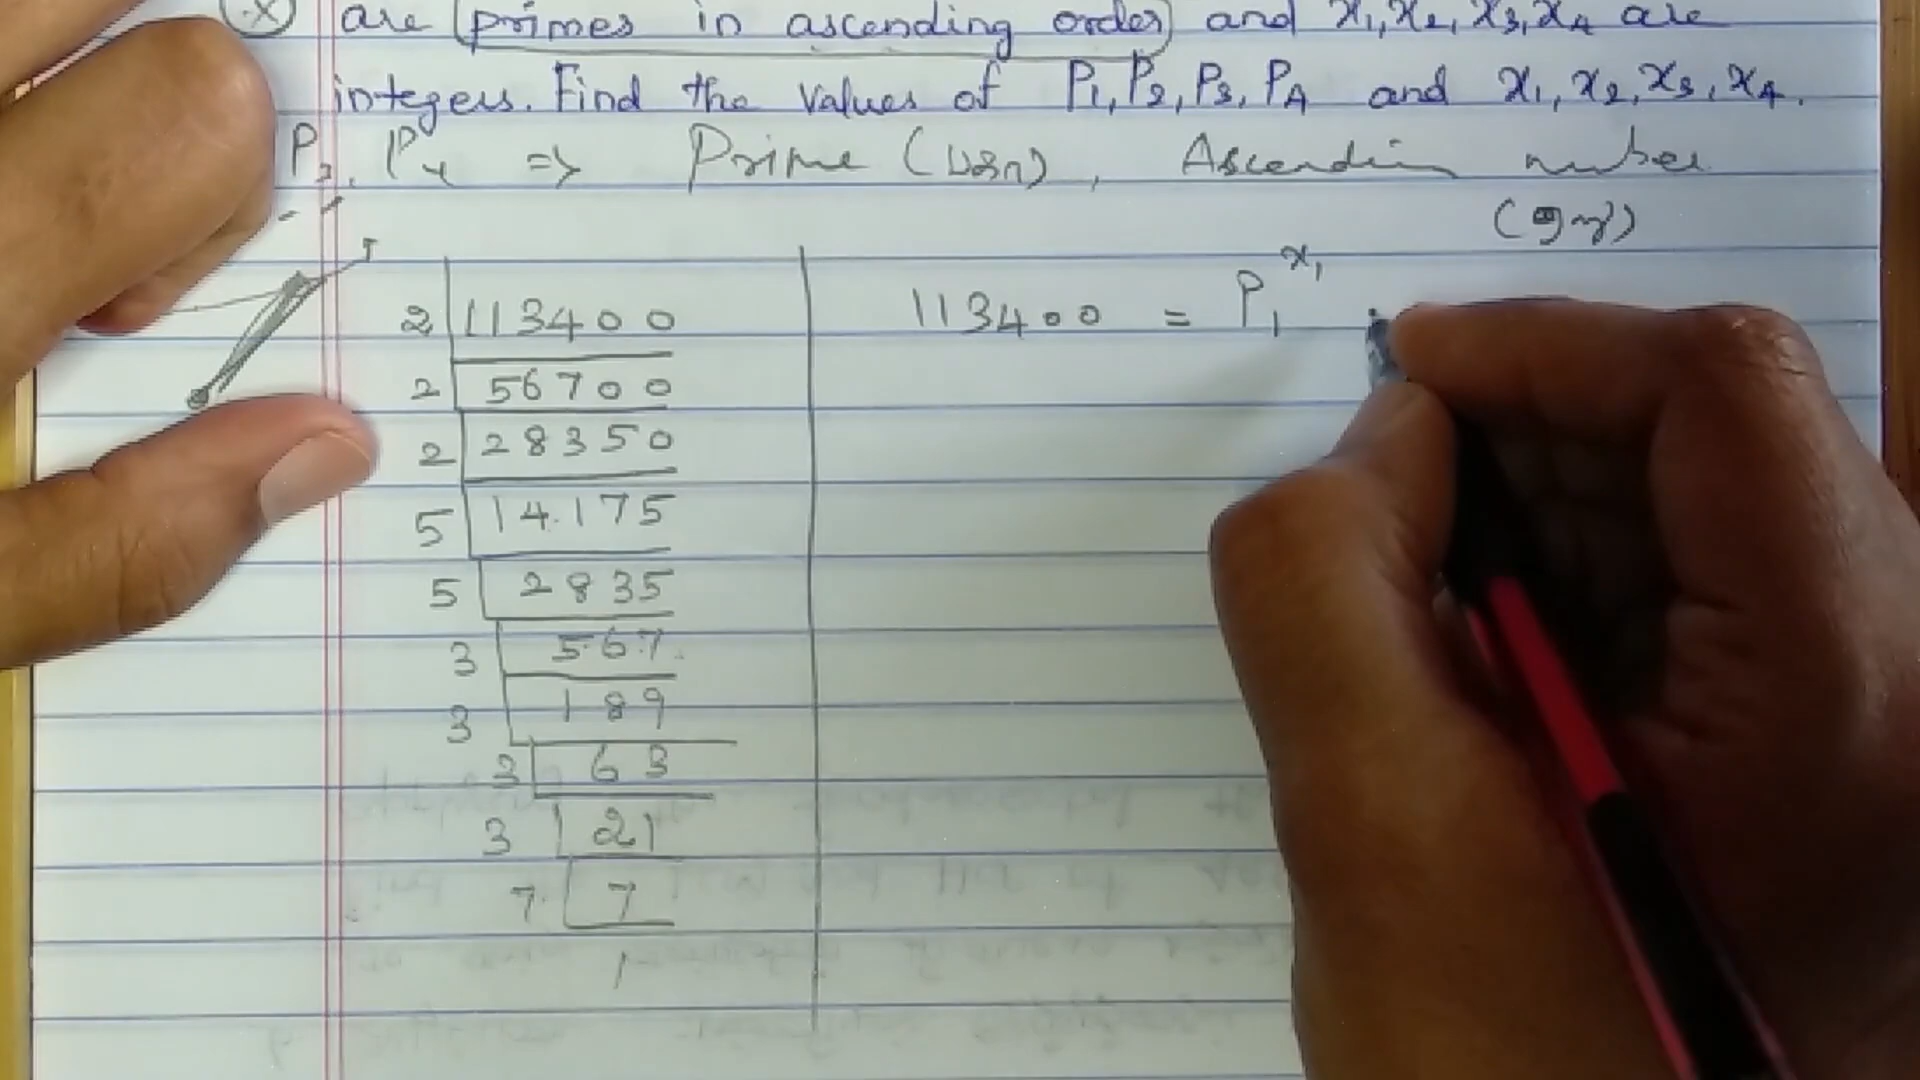 are primes in ascending order and x₁, x₂, x₃, x₄ are
integers. Find the values of P₁, P₂, P₃, P₄ and x₁, x₂, x₃, x₄.
P₃, P₄ => Prime ( ), Ascending number
2 113400
2 56700
2 28350
5 14175
5 2835
3 567
3 189
3 63
3 21
7 7
1
113400 = P₁^x₁